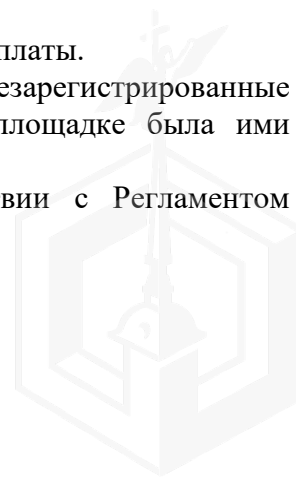 платы.
езарегистрированные
площадке была ими
вии с Регламентом